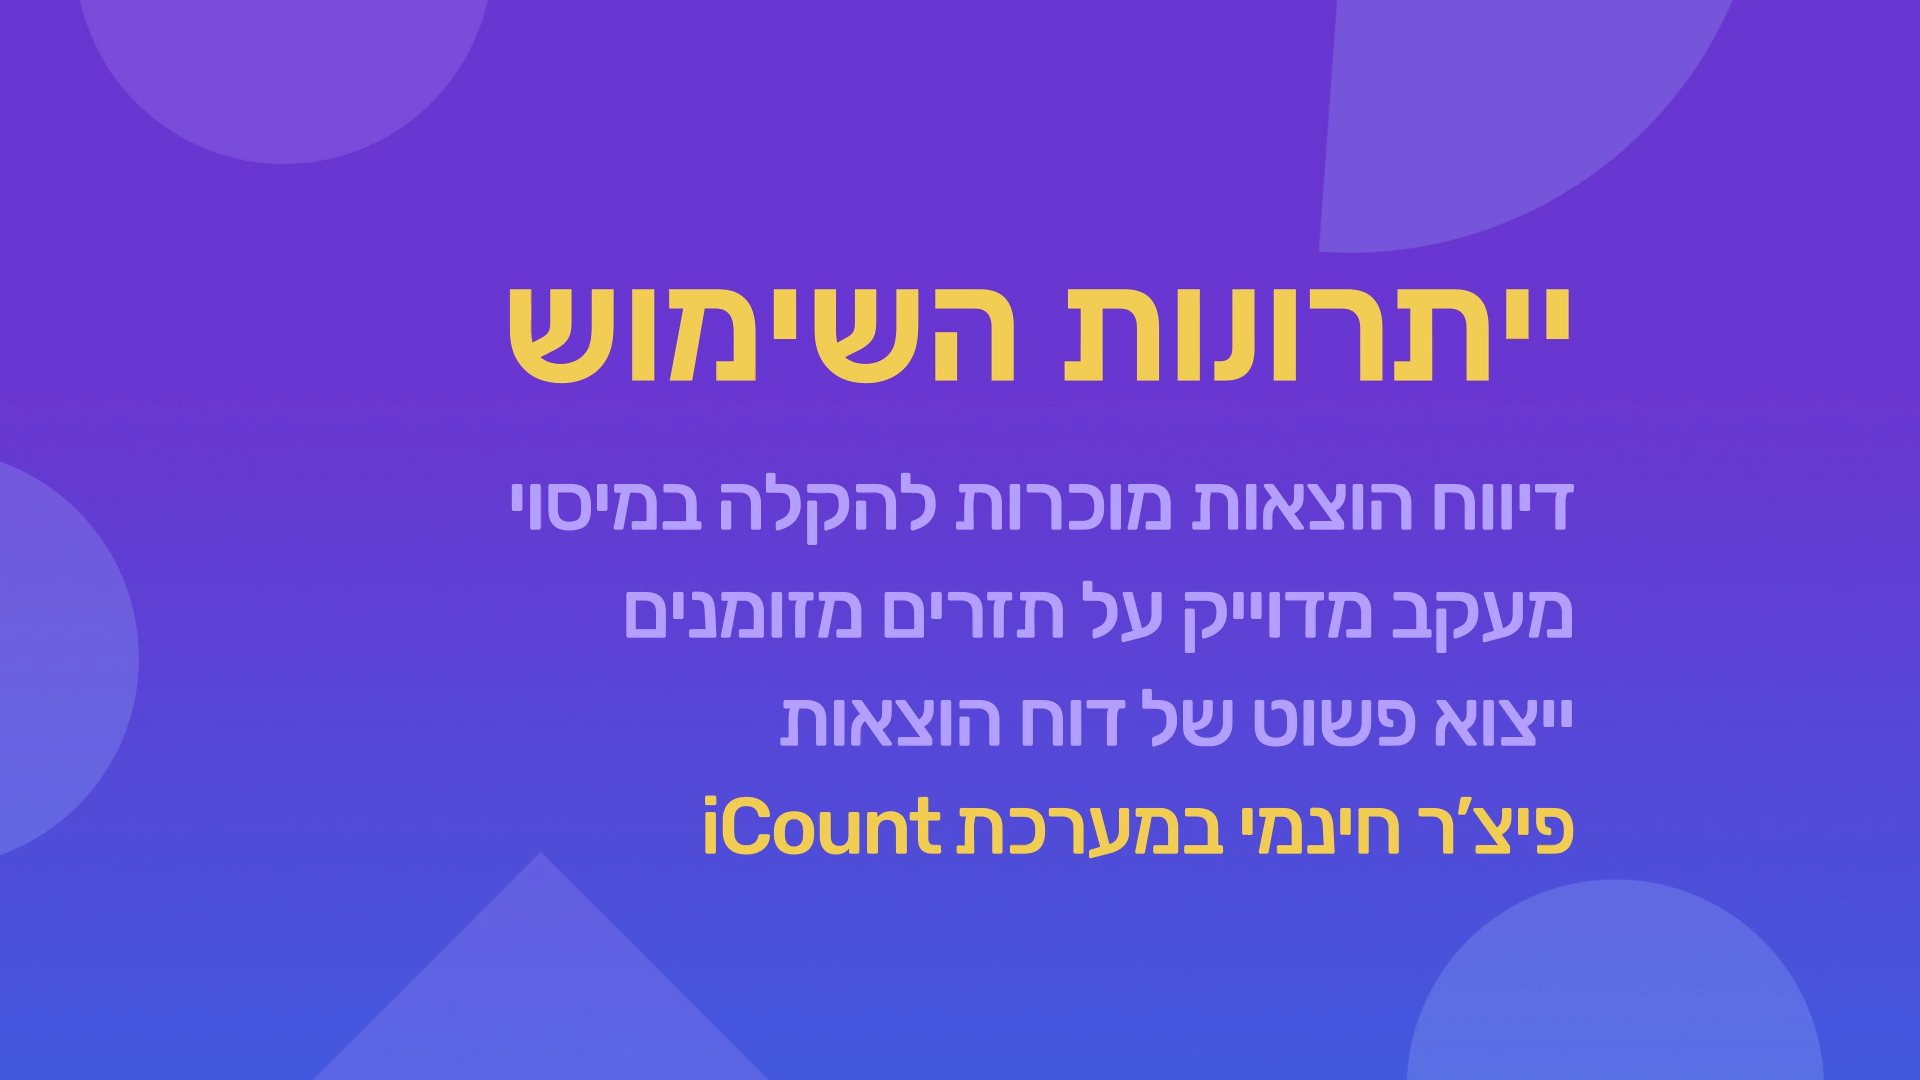 ייתרונות השימוש
דיווח הוצאות מוכרות להקלה במיסוי
מעקב מדוייק על תזרים מזומנים
ייצוא פשוט של דוח הוצאות
פיצ׳ר חיננמי במערכת iCount